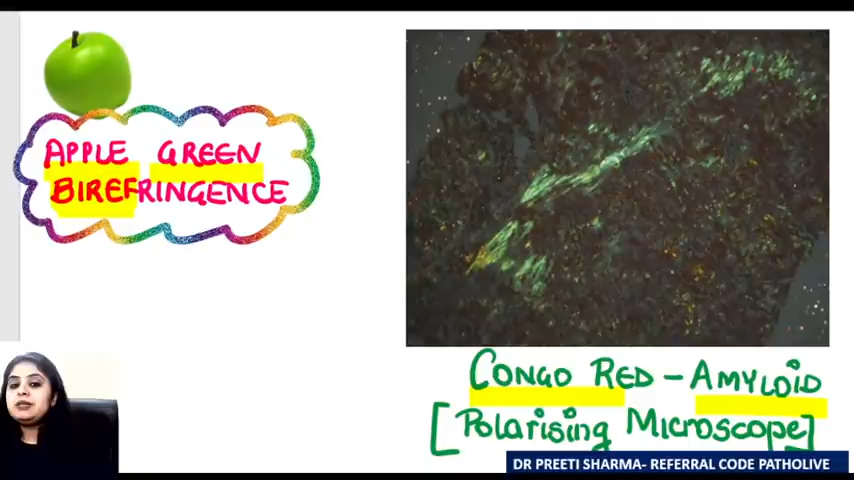 APPLE GREEN
BIREFRINGENCE
CONGO RED - AMYLOID
[Polarising Microscope]
DR PREETI SHARMA- REFERRAL CODE PATHOLIVE